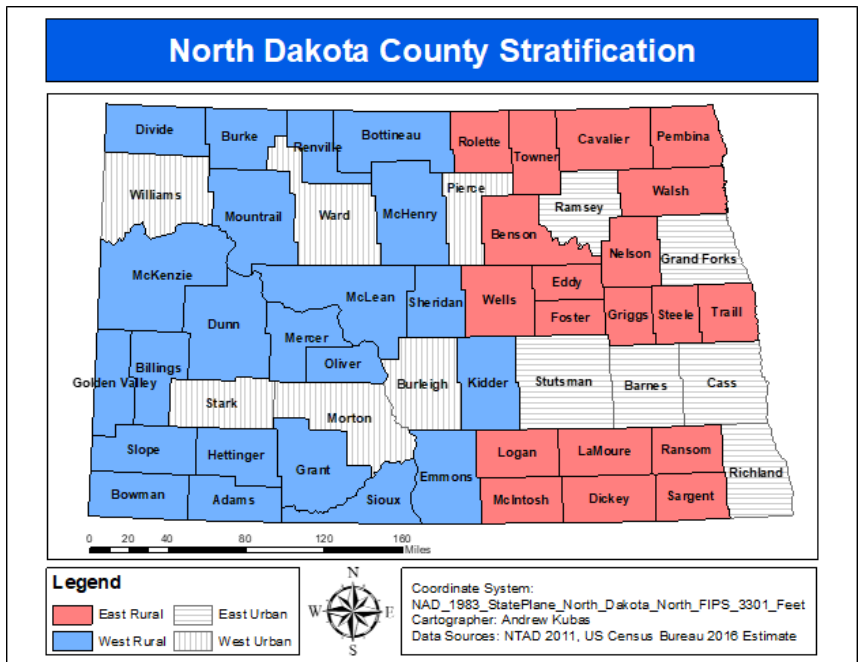 North Dakota County Stratification
Divide
Burke
Renville
Bottineau
Rolette
Towner
Cavalier
Pembina
Williams
Mountrail
Ward
McHenry
Pierce
Benson
Ramsey
Walsh
Nelson
Grand Forks
McKenzie
Dunn
McLean
Sheridan
Wells
Eddy
Foster
Griggs
Steele
Traill
Mercer
Oliver
Golden Valley
Billings
Stark
Morton
Burleigh
Kidder
Stutsman
Barnes
Cass
Slope
Hettinger
Grant
Emmons
Logan
LaMoure
Ransom
Richland
Bowman
Adams
Sioux
McIntosh
Dickey
Sargent
0 20 40 80 120 160
Miles
Legend
East Rural East Urban
West Rural West Urban
N
W E
S
Coordinate System:
NAD_1983_StatePlane_North_Dakota_North_FIPS_3301_Feet
Cartographer: Andrew Kubas
Data Sources: NTAD 2011, US Census Bureau 2016 Estimate